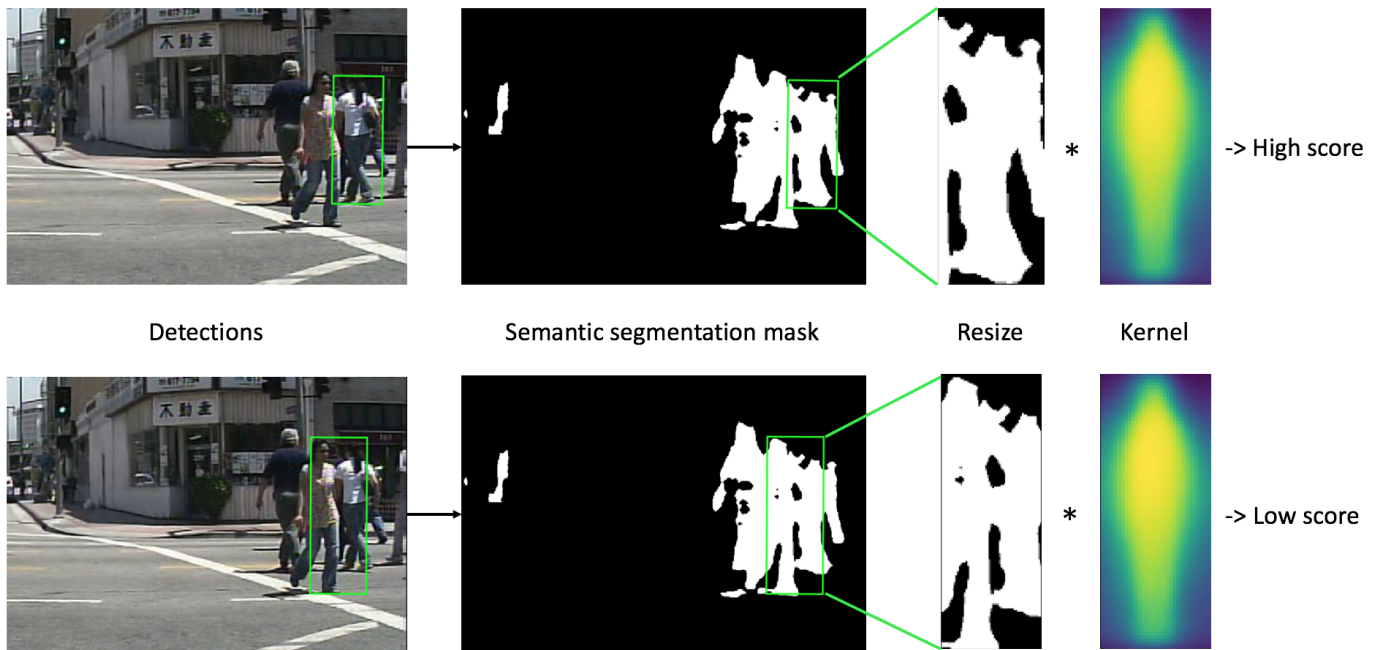 不動産
-> High score
*
Detections
Semantic segmentation mask
Resize
Kernel
不動産
-> Low score
*